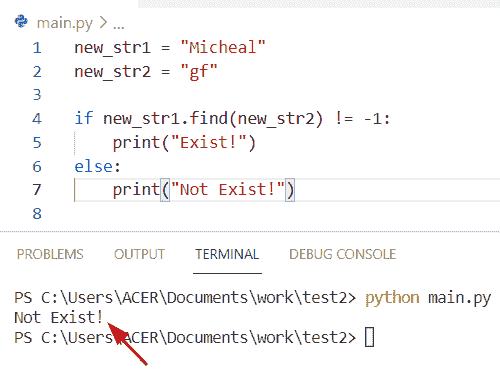 main.py > ...
1 new_str1 = "Micheal"
2 new_str2 = "gf"
3
4 if new_str1.find(new_str2) != -1:
5     print("Exist!")
6 else:
7     print("Not Exist!")
8
PROBLEMS OUTPUT TERMINAL DEBUG CONSOLE
PS C:\Users\ACER\Documents\work\test2> python main.py
Not Exist!
PS C:\Users\ACER\Documents\work\test2>